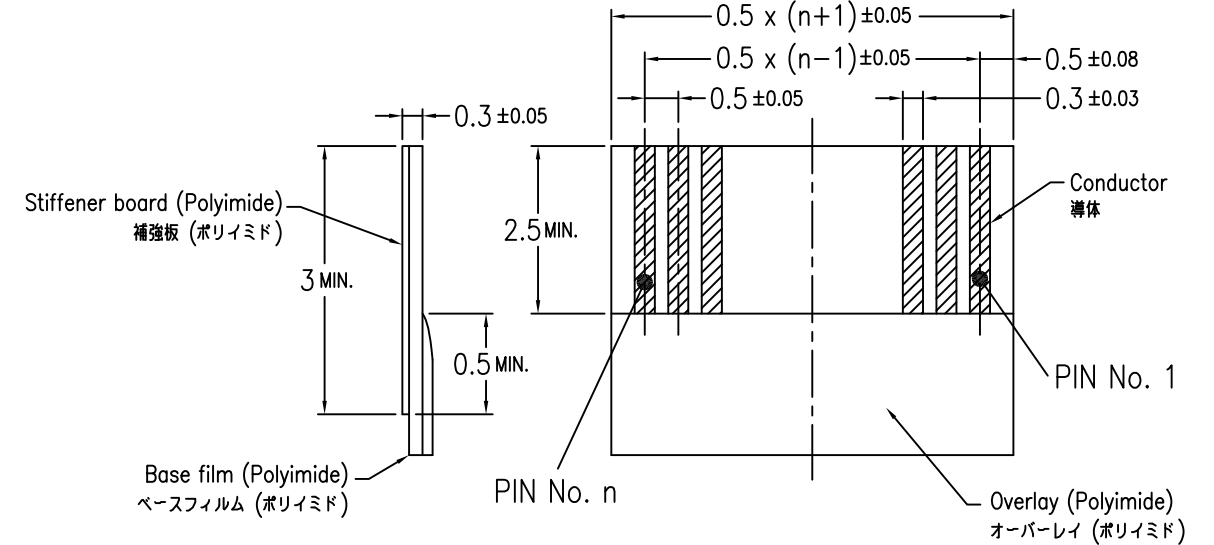 0.5 x (n+1)±0.05
0.5 x (n−1)±0.05
0.5 ±0.08
0.5 ±0.05
0.3 ±0.03
0.3 ±0.05
Stiffener board (Polyimide)
補強板 (ポリイミド)
Conductor
導体
2.5 MIN.
3 MIN.
0.5 MIN.
PIN No. 1
Base film (Polyimide)
ベースフィルム (ポリイミド)
PIN No. n
Overlay (Polyimide)
オーバーレイ (ポリイミド)